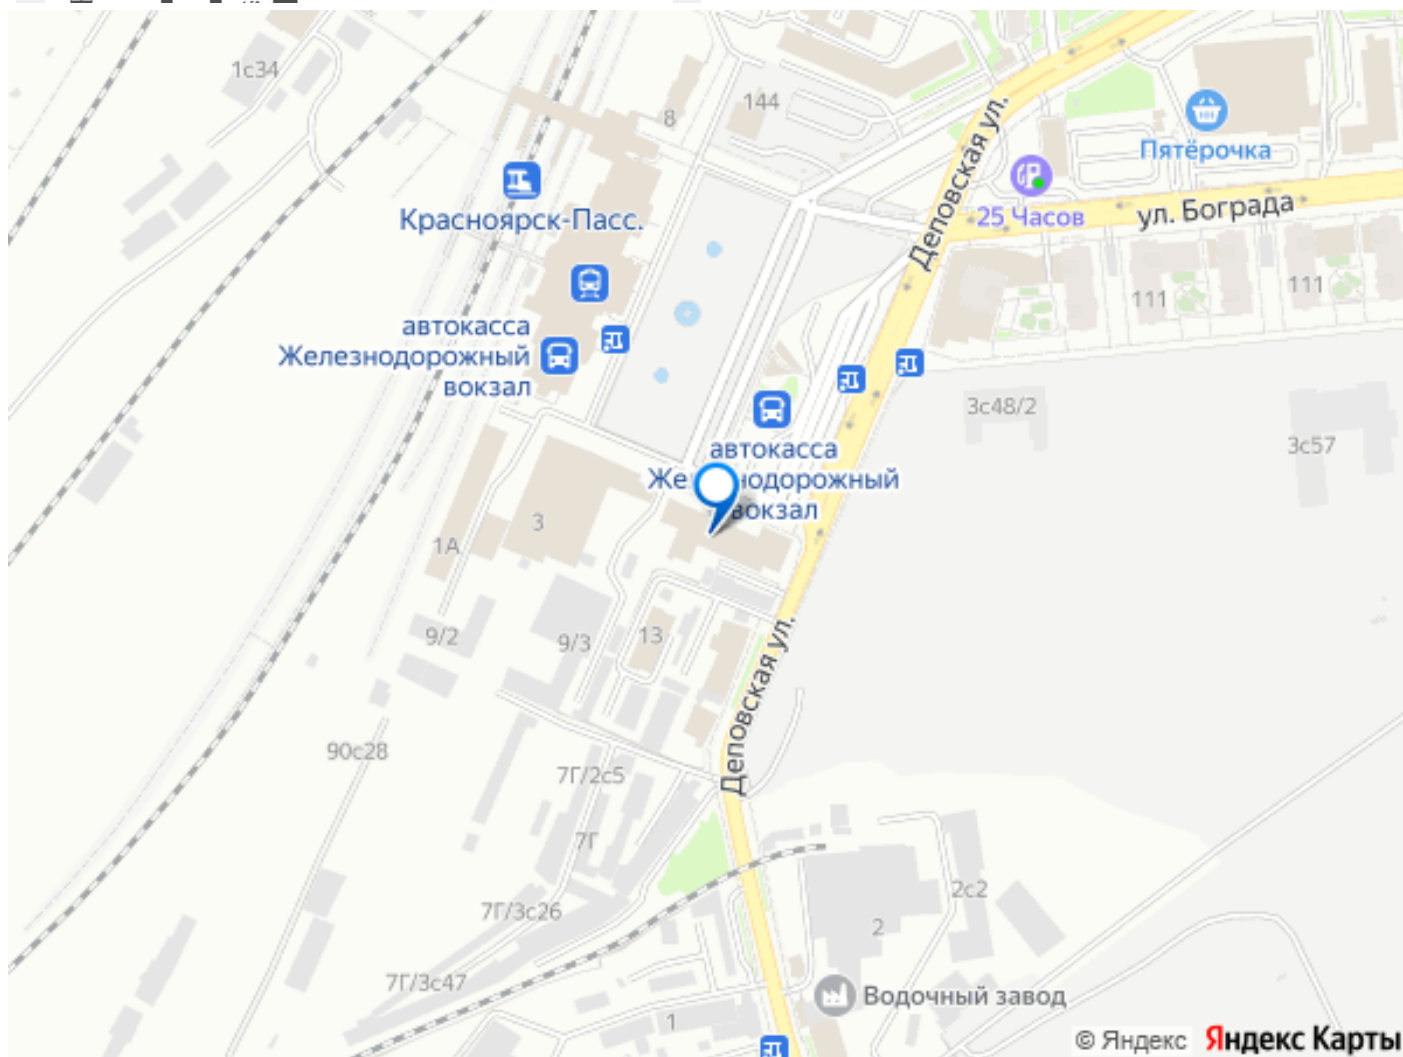 1с34
144
8
Пятёрочка
Деповская ул.
Красноярск-Пасс.
25 Часов
ул. Бограда
111
111
автокасса
Железнодорожный
вокзал
3с48/2
3с57
автокасса
Же
нодорожный
вокзал
3
1А
9/2
9/3
13
Деповская ул.
90с28
7Г/2с5
7Г
7Г/3с26
2с2
2
7Г/3с47
1
Водочный завод
© Яндекс
Яндекс Карты